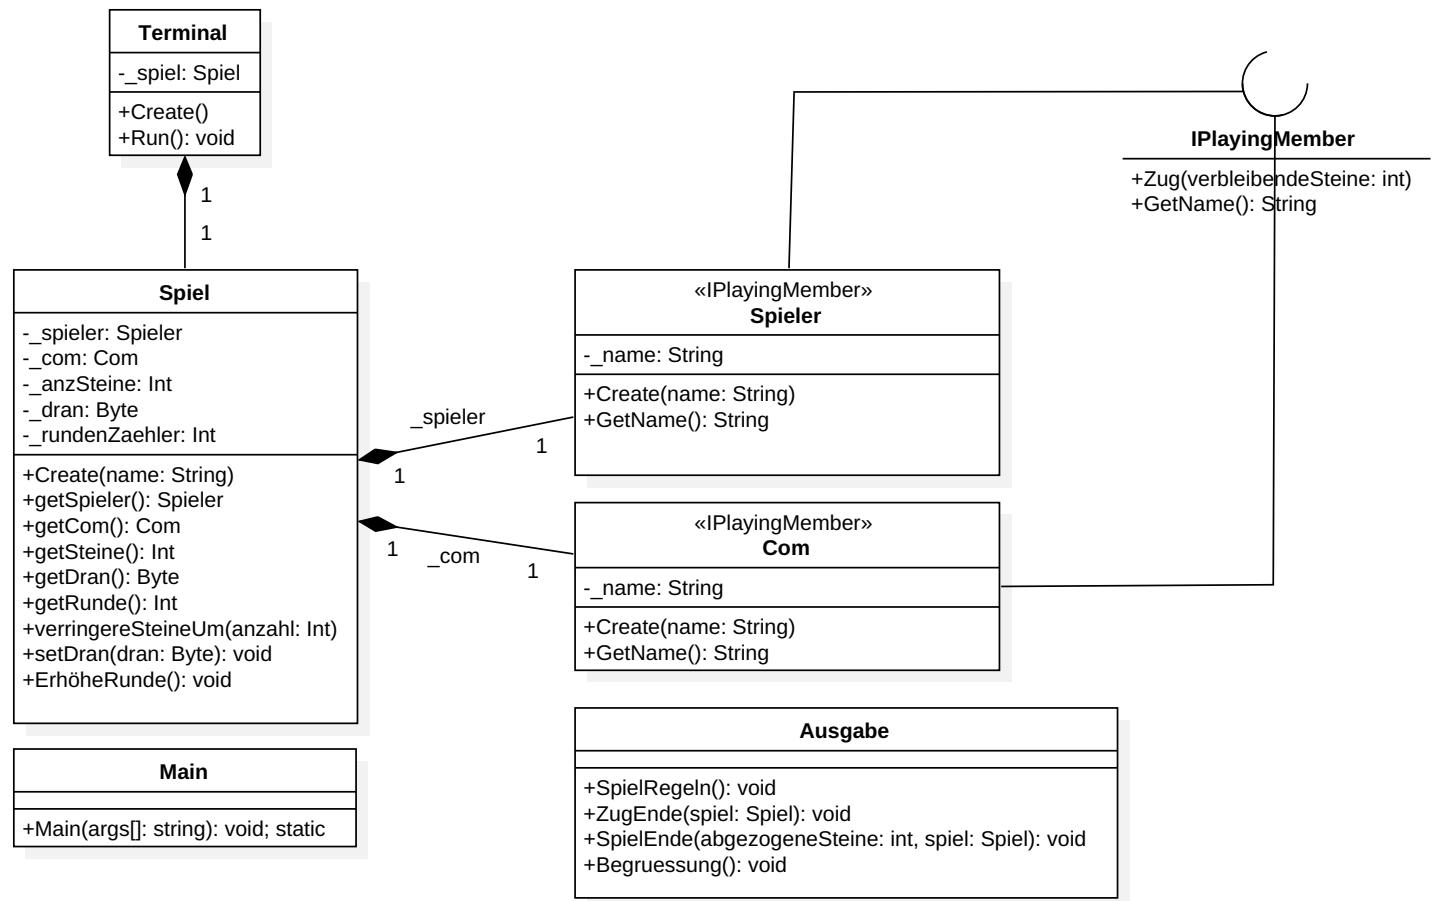 Terminal
-_spiel: Spiel
+Create()
+Run(): void
1
1
IPlayingMember
+Zug(verbleibendeSteine: int)
+GetName(): String
Spiel
-_spieler: Spieler
-_com: Com
-_anzSteine: Int
-_dran: Byte
-_rundenZaehler: Int
+Create(name: String)
+getSpieler(): Spieler
+getCom(): Com
+getSteine(): Int
+getDran(): Byte
+getRunde(): Int
+verringereSteineUm(anzahl: Int)
+setDran(dran: Byte): void
+ErhöheRunde(): void
_spieler
1
1
1
_com
1
«IPlayingMember»
Spieler
-_name: String
+Create(name: String)
+GetName(): String
«IPlayingMember»
Com
-_name: String
+Create(name: String)
+GetName(): String
Main
+Main(args[]: string): void; static
Ausgabe
+SpielRegeln(): void
+ZugEnde(spiel: Spiel): void
+SpielEnde(abgezogeneSteine: int, spiel: Spiel): void
+Begruessung(): void